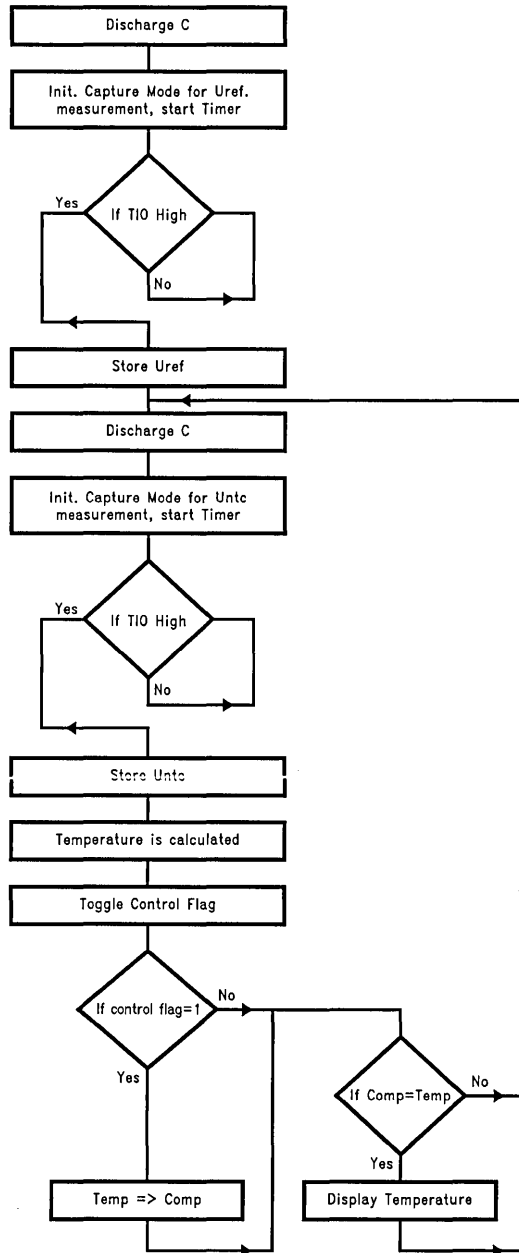 Discharge C
Init. Capture Mode for Uref.
measurement, start Timer
If TIO High
Yes
No
Store Uref
Discharge C
Init. Capture Mode for Untc
measurement, start Timer
If TIO High
Yes
No
Store Untc
Temperature is calculated
Toggle Control Flag
If control flag=1
No
Yes
If Comp=Temp
No
Yes
Temp => Comp
Display Temperature